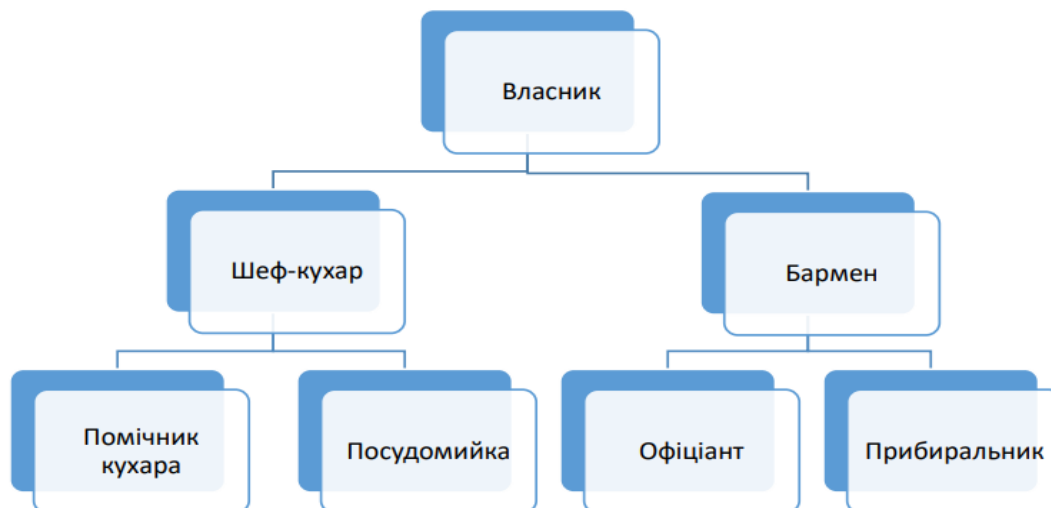 Власник
Шеф-кухар
Бармен
Помічник
кухара
Посудомийка
Офіціант
Прибиральник